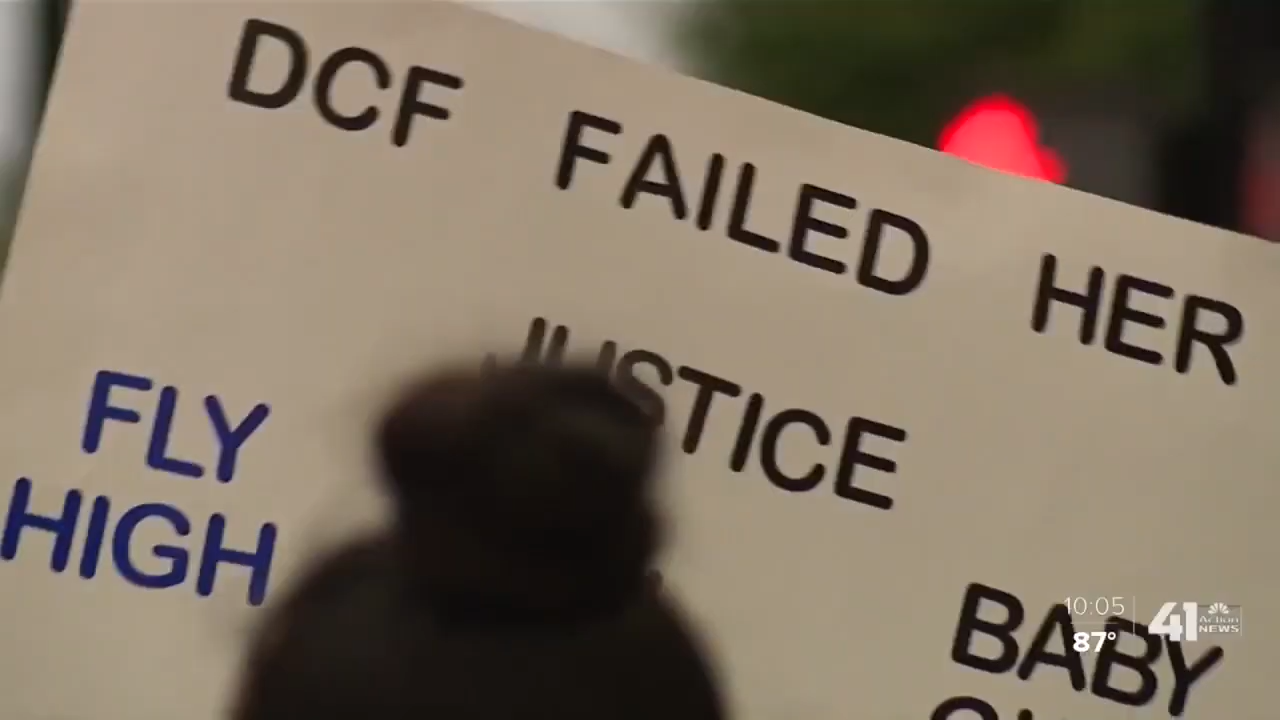 DCF FAILED HER
JUSTICE
FLY
HIGH
BABY
10:05
87°
41 Action
NEWS